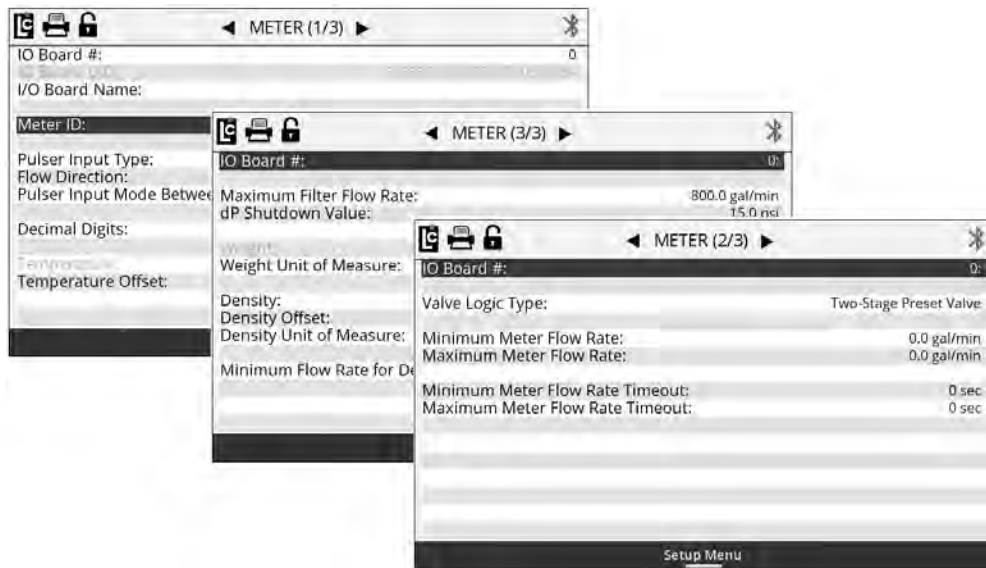 LC
METER (1/3)
IO Board #: 0
I/O Board Name:
Meter ID:
Pulser Input Type:
Flow Direction:
Pulser Input Mode Betwee
Decimal Digits:
Temperature:
Temperature Offset:
LC
METER (3/3)
IO Board #: 0:
Maximum Filter Flow Rate: 800.0 gal/min
dP Shutdown Value: 15.0 psi
Weight:
Weight Unit of Measure:
Density:
Density Offset:
Density Unit of Measure:
Minimum Flow Rate for De
LC
METER (2/3)
IO Board #: 0:
Valve Logic Type: Two-Stage Preset Valve
Minimum Meter Flow Rate: 0.0 gal/min
Maximum Meter Flow Rate: 0.0 gal/min
Minimum Meter Flow Rate Timeout: 0 sec
Maximum Meter Flow Rate Timeout: 0 sec
Setup Menu